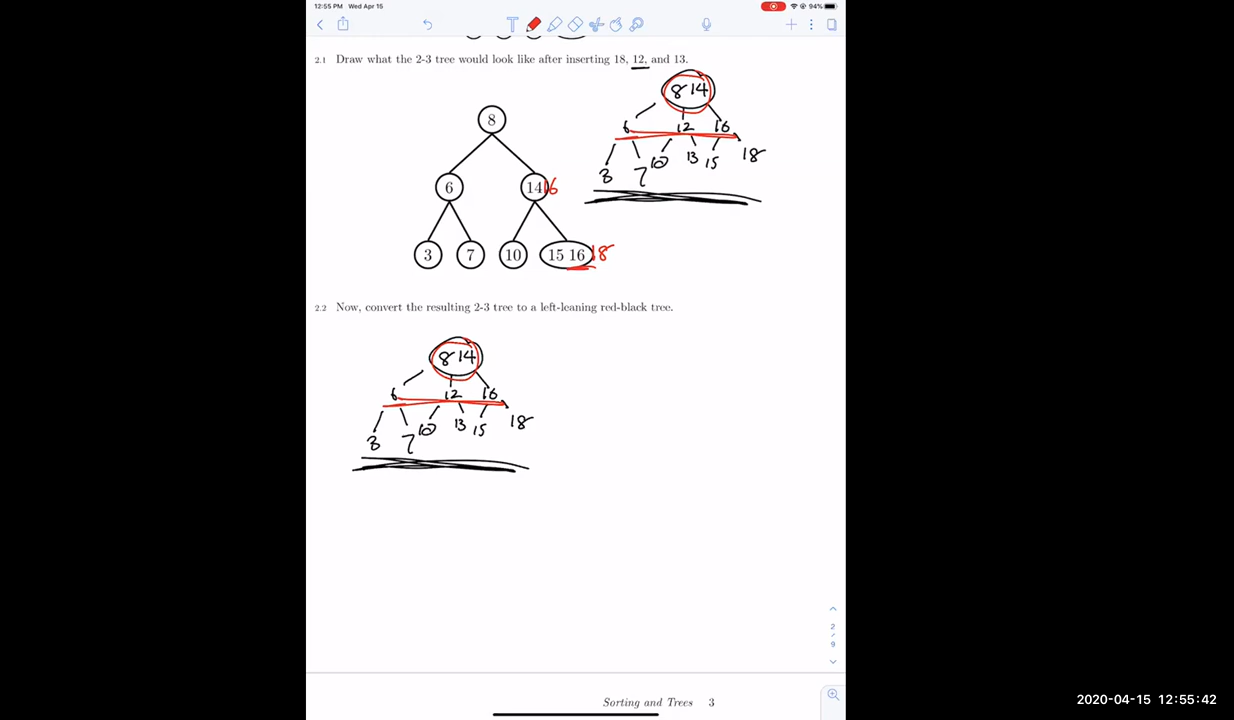 12:55 PM Wed Apr 15
94%
2.1 Draw what the 2-3 tree would look like after inserting 18, 12, and 13.
8 14
8
6 12 16
3 7 10 13 15 18
6 14 16
3 7 10 15 16 18
2.2 Now, convert the resulting 2-3 tree to a left-leaning red-black tree.
8 14
6 12 16
3 7 10 13 15 18
2
/
9
Sorting and Trees 3
2020-04-15 12:55:42